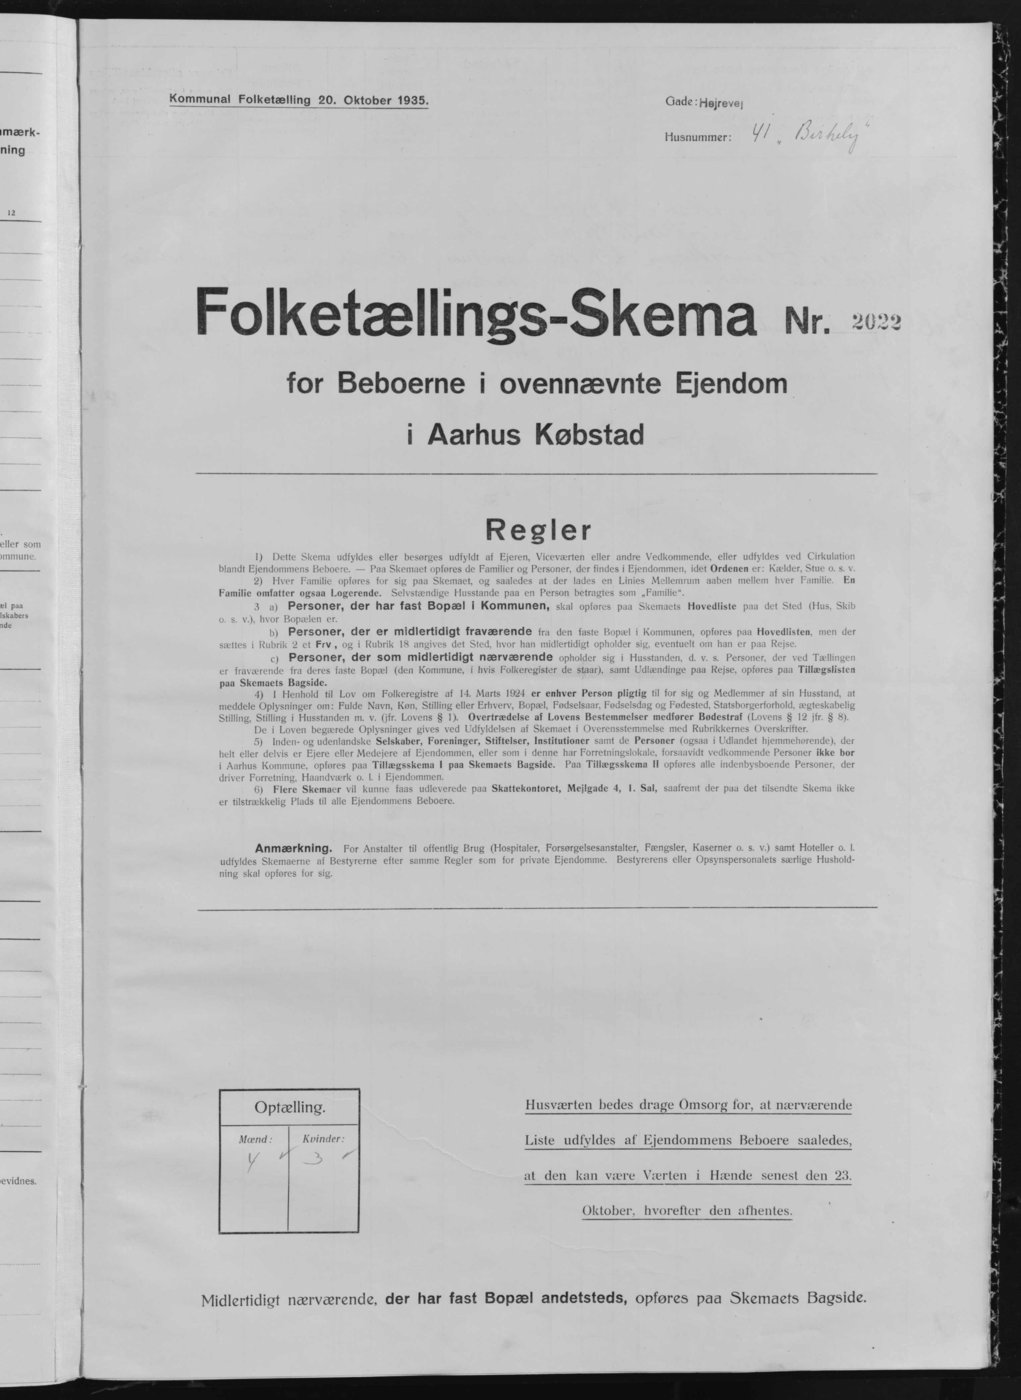 Kommunal Folketælling 20. Oktober 1935.
Gade: Hejrevej
Husnummer: 41 „Birkely“
Folketællings-Skema Nr. 2022
for Beboerne i ovennævnte Ejendom
i Aarhus Købstad
Regler
1) Dette Skema udfyldes eller besørges udfyldt af Ejeren, Viceværten eller andre Vedkommende, eller udfyldes ved Cirkulation
blandt Ejendommens Beboere. — Paa Skemaet opføres de Familier og Personer, der findes i Ejendommen, idet Ordenen er: Kælder, Stue o. s. v.
2) Hver Familie opføres for sig paa Skemaet, og saaledes at der lades en Linies Mellemrum aaben mellem hver Familie. En
Familie omfatter ogsaa Logerende. Selvstændige Husstande paa en Person betragtes som „Familie“.
3 a) Personer, der har fast Bopæl i Kommunen, skal opføres paa Skemaets Hovedliste paa det Sted (Hus, Skib
o. s. v.), hvor Bopælen er.
b) Personer, der er midlertidigt fraværende fra den faste Bopæl i Kommunen, opføres paa Hovedlisten, men der
sættes i Rubrik 2 et Frv., og i Rubrik 18 angives det Sted, hvor han midlertidigt opholder sig, eventuelt om han er paa Rejse.
c) Personer, der som midlertidigt nærværende opholder sig i Husstanden, d. v. s. Personer, der ved Tællingen
er fraværende fra deres faste Bopæl (den Kommune, i hvis Folkeregister de staar), samt Udlændinge paa Rejse, opføres paa Tillægslisten
paa Skemaets Bagside.
4) I Henhold til Lov om Folkeregistre af 14. Marts 1924 er enhver Person pligtig til for sig og Medlemmer af sin Husstand, at
meddele Oplysninger om: Fulde Navn, Køn, Stilling eller Erhverv, Bopæl, Fødselsaar, Fødselsdag og Fødested, Statsborgerforhold, ægteskabelig
Stilling, Stilling i Husstanden m. v. (jfr. Lovens § 1). Overtrædelse af Lovens Bestemmelser medfører Bødestraf (Lovens § 12 jfr. § 8).
De i Loven begærede Oplysninger gives ved Udfyldelsen af Skemaet i Overensstemmelse med Rubrikkernes Overskrifter.
5) Inden- og udenlandske Selskaber, Foreninger, Stiftelser, Institutioner samt de Personer (ogsaa i Udlandet hjemmehørende), der
helt eller delvis er Ejere eller Medejere af Ejendommen, eller som i denne har Forretningslokale, forsaavidt vedkommende Personer ikke bor
i Aarhus Kommune, opføres paa Tillægsskema I paa Skemaets Bagside. Paa Tillægsskema II opføres alle indenbysboende Personer, der
driver Forretning, Haandværk o. l. i Ejendommen.
6) Flere Skemaer vil kunne faas udleverede paa Skattekontoret, Mejlgade 4, 1. Sal, saafremt der paa det tilsendte Skema ikke
er tilstrækkelig Plads til alle Ejendommens Beboere.
Anmærkning. For Anstalter til offentlig Brug (Hospitaler, Forsørgelsesanstalter, Fængsler, Kaserner o. s. v.) samt Hoteller o. l.
udfyldes Skemaerne af Bestyrerne efter samme Regler som for private Ejendomme. Bestyrerens eller Opsynspersonalets særlige Hushold-
ning skal opføres for sig.
Optælling.
Mænd: Kvinder:
4 ✓ 3 ✓
Husværten bedes drage Omsorg for, at nærværende
Liste udfyldes af Ejendommens Beboere saaledes,
at den kan være Værten i Hænde senest den 23.
Oktober, hvorefter den afhentes.
Midlertidigt nærværende, der har fast Bopæl andetsteds, opføres paa Skemaets Bagside.